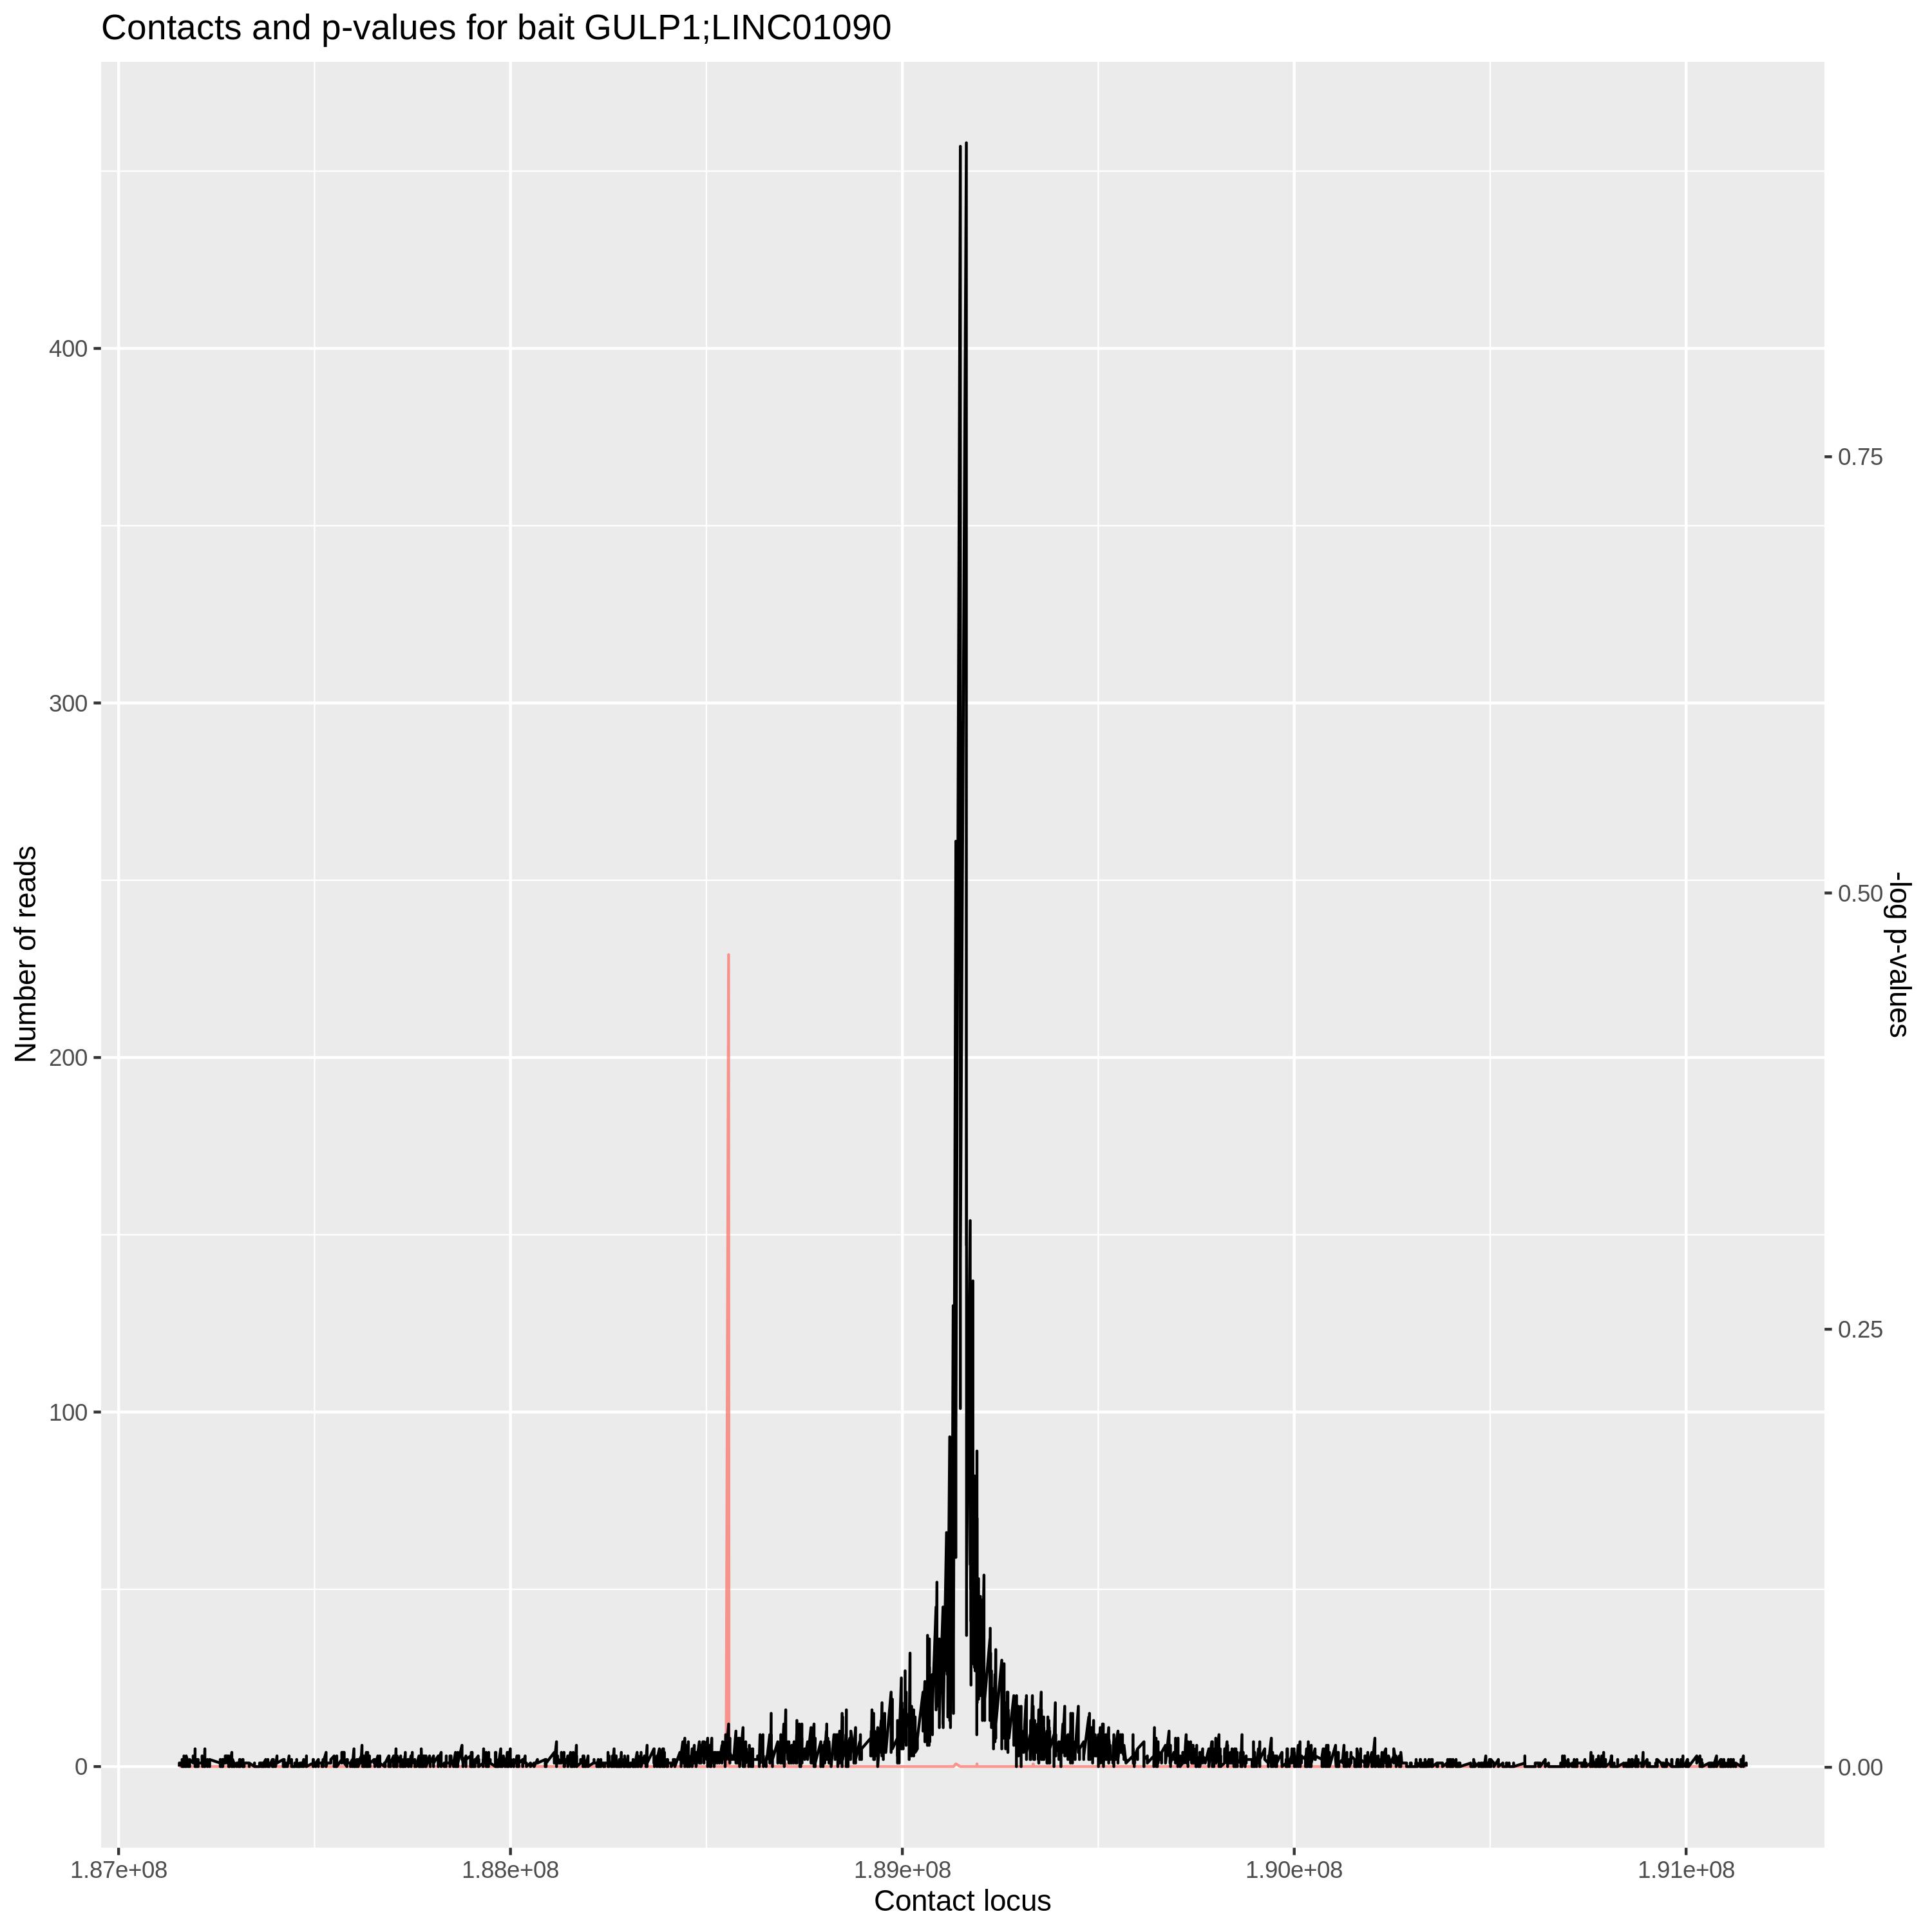 Contacts and p-values for bait GULP1;LINC01090
Number of reads
400
300
200
100
0
0.75
0.50
0.25
0.00
-log p-values
1.87e+08
1.88e+08
1.89e+08
1.90e+08
1.91e+08
Contact locus